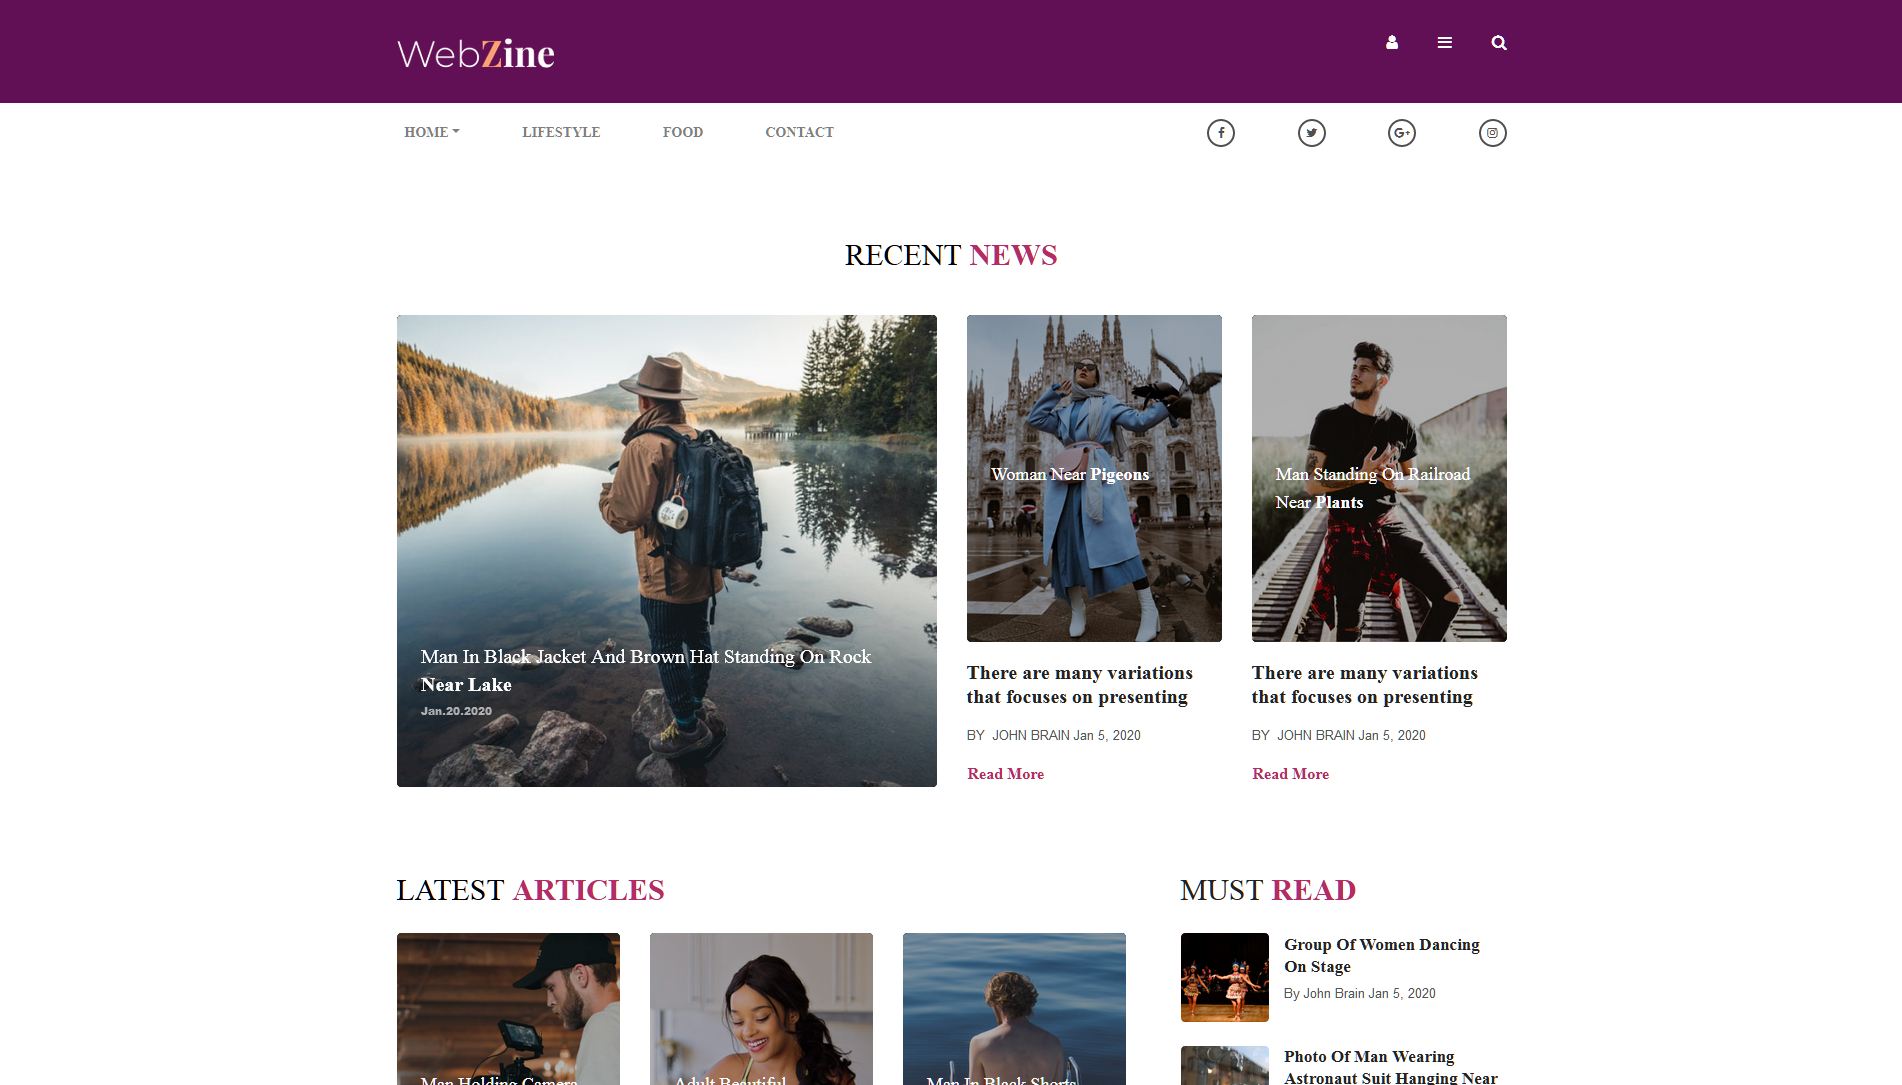 WebZine
HOME
LIFESTYLE
FOOD
CONTACT
RECENT NEWS
Man In Black Jacket And Brown Hat Standing On Rock
Near Lake
Jan.20.2020
Woman Near Pigeons
There are many variations
that focuses on presenting
BY JOHN BRAIN Jan 5, 2020
Read More
Man Standing On Railroad
Near Plants
There are many variations
that focuses on presenting
BY JOHN BRAIN Jan 5, 2020
Read More
LATEST ARTICLES
Man Holding Camera
Adult Beautiful
Man In Black Shorts
MUST READ
Group Of Women Dancing
On Stage
By John Brain Jan 5, 2020
Photo Of Man Wearing
Astronaut Suit Hanging Near